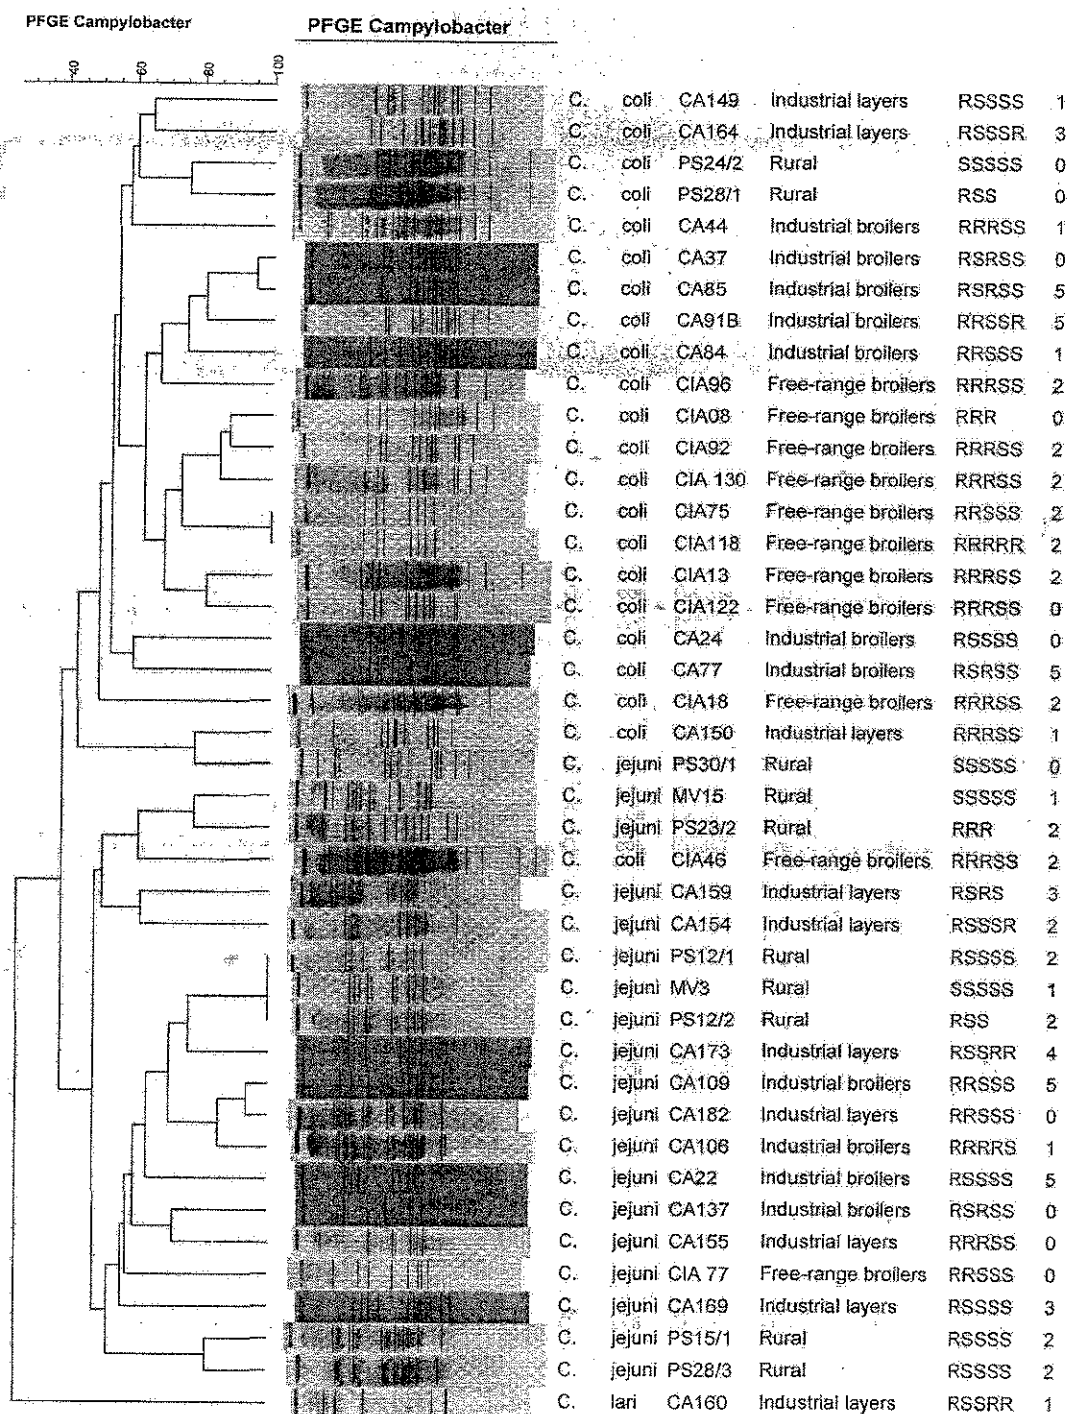 PFGE Campylobacter PFGE Campylobacter
40 60 80 100
C. coli CA149 Industrial layers RSSSS 1
C. coli CA164 Industrial layers RSSSR 3
C. coli PS24/2 Rural SSSSS 0
C. coli PS28/1 Rural RSS 0
C. coli CA44 Industrial broilers RRRSS 1
C. coli CA37 Industrial broilers RSRSS 0
C. coli CA85 Industrial broilers RSRSS 5
C. coli CA91B Industrial broilers RRSSR 5
C. coli CA84 Industrial broilers RRSSS 1
C. coli CIA96 Free-range broilers RRRSS 2
C. coli CIA08 Free-range broilers RRR 0
C. coli CIA92 Free-range broilers RRRSS 2
C. coli CIA 130 Free-range broilers RRRSS 2
C. coli CIA75 Free-range broilers RRSSS 2
C. coli CIA118 Free-range broilers RRRRR 2
C. coli CIA13 Free-range broilers RRRSS 2
C. coli CIA122 Free-range broilers RRRSS 0
C. coli CA24 Industrial broilers RSSSS 0
C. coli CA77 Industrial broilers RSRSS 5
C. coli CIA18 Free-range broilers RRRSS 2
C. coli CA150 Industrial layers RRRSS 1
C. jejuni PS30/1 Rural SSSSS 0
C. jejuni MV15 Rural SSSSS 1
C. jejuni PS23/2 Rural RRR 2
C. coli CIA46 Free-range broilers RRRSS 2
C. jejuni CA159 Industrial layers RSRS 3
C. jejuni CA154 Industrial layers RSSSR 2
C. jejuni PS12/1 Rural RSSSS 2
C. jejuni MV3 Rural SSSSS 1
C. jejuni PS12/2 Rural RSS 2
C. jejuni CA173 Industrial layers RSSRR 4
C. jejuni CA109 Industrial broilers RRSSS 5
C. jejuni CA182 Industrial layers RRSSS 0
C. jejuni CA106 Industrial broilers RRRRS 1
C. jejuni CA22 Industrial broilers RSSSS 5
C. jejuni CA137 Industrial broilers RSRSS 0
C. jejuni CA155 Industrial layers RRRSS 0
C. jejuni CIA 77 Free-range broilers RRSSS 0
C. jejuni CA169 Industrial layers RSSSS 3
C. jejuni PS15/1 Rural RSSSS 2
C. jejuni PS28/3 Rural RSSSS 2
C. lari CA160 Industrial layers RSSRR 1